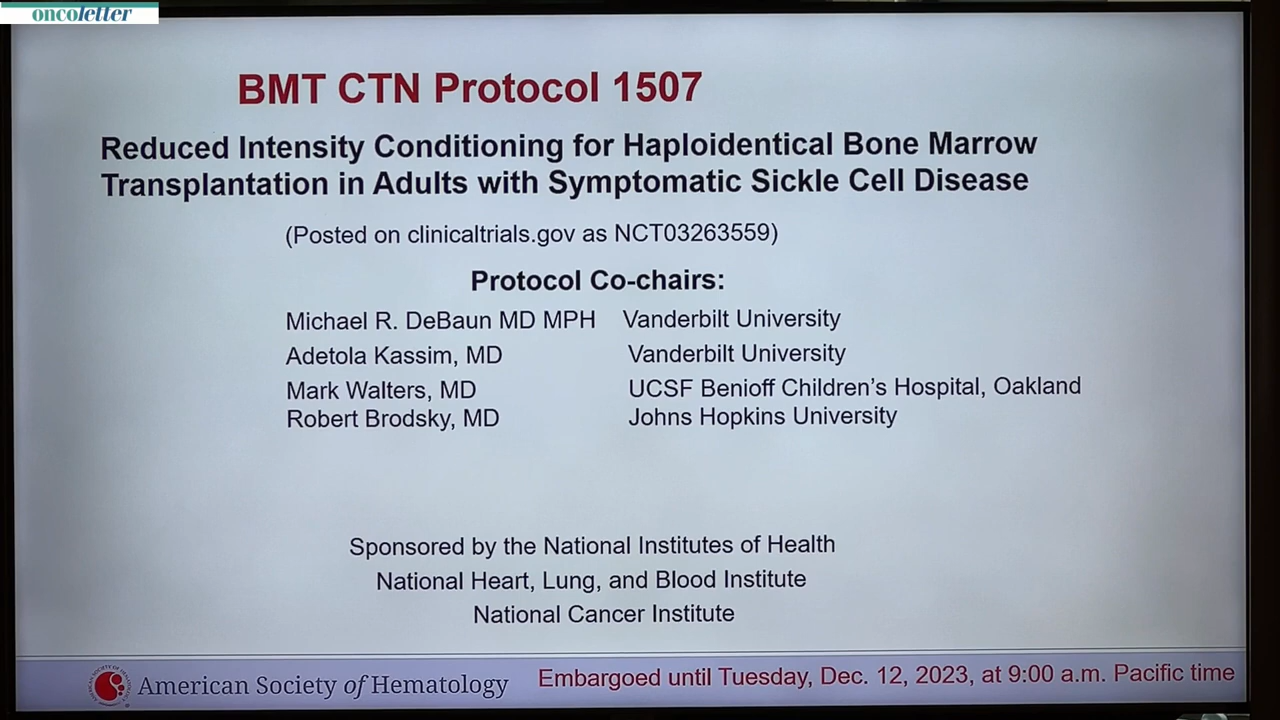 oncoletter
BMT CTN Protocol 1507
Reduced Intensity Conditioning for Haploidentical Bone Marrow
Transplantation in Adults with Symptomatic Sickle Cell Disease
(Posted on clinicaltrials.gov as NCT03263559)
Protocol Co-chairs:
Michael R. DeBaun MD MPH Vanderbilt University
Adetola Kassim, MD Vanderbilt University
Mark Walters, MD UCSF Benioff Children's Hospital, Oakland
Robert Brodsky, MD Johns Hopkins University
Sponsored by the National Institutes of Health
National Heart, Lung, and Blood Institute
National Cancer Institute
American Society of Hematology
Embargoed until Tuesday, Dec. 12, 2023, at 9:00 a.m. Pacific time